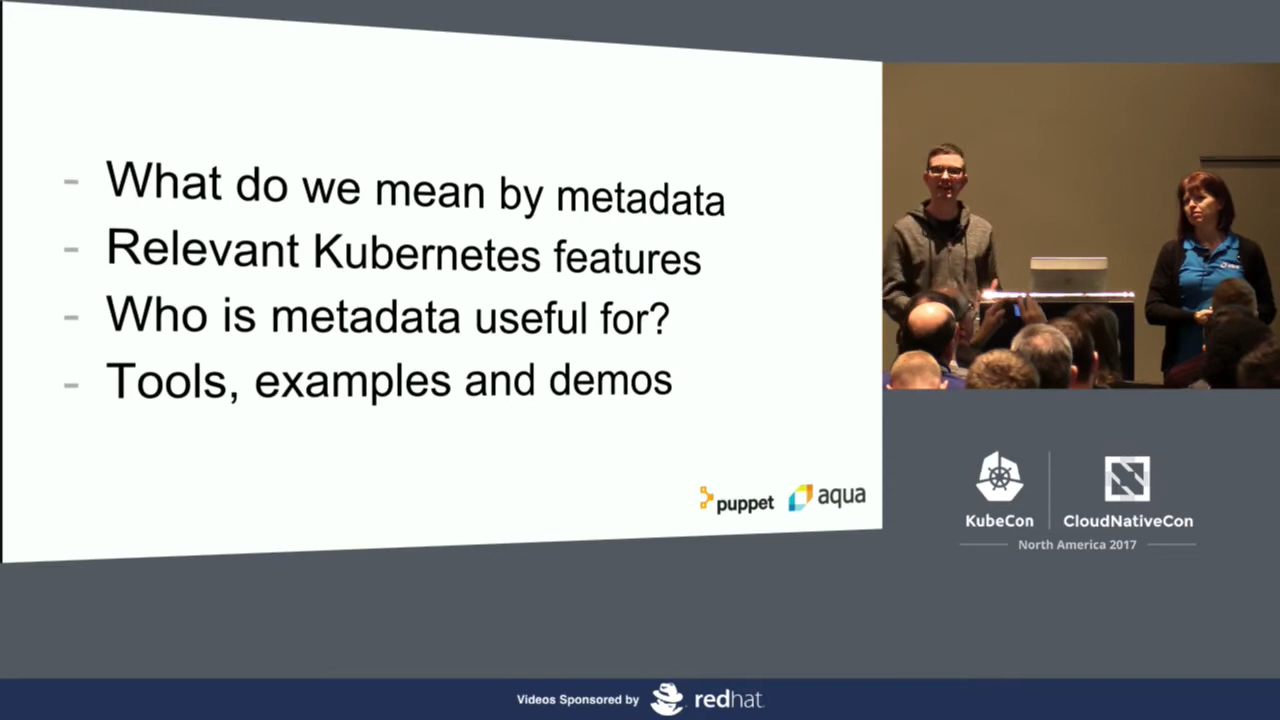 - What do we mean by metadata
- Relevant Kubernetes features
- Who is metadata useful for?
- Tools, examples and demos
puppet aqua
KubeCon CloudNativeCon
North America 2017
Videos Sponsored by redhat